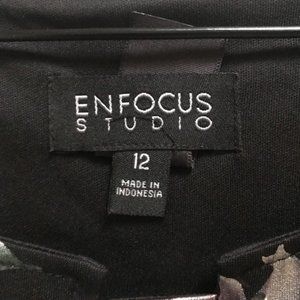 ENFOCUS
STUDIO
12
MADE IN
INDONESIA